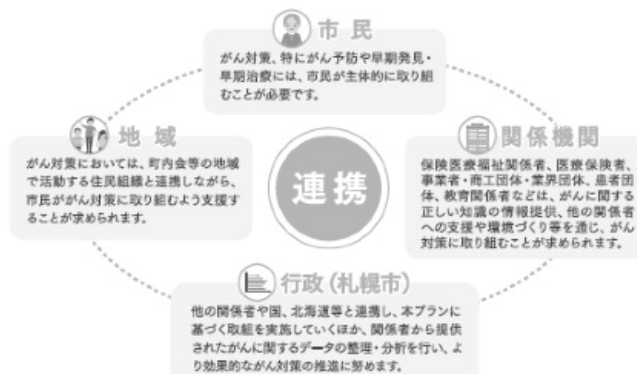 市民
がん対策、特にがん予防や早期発見・
早期治療には、市民が主体的に取り組
むことが必要です。
地域
がん対策においては、町内会等の地域
で活動する住民組織と連携しながら、
市民ががん対策に取り組むよう支援す
ることが求められます。
連携
関係機関
保険医療福祉関係者、医療保険者、
事業者・商工団体・業界団体、患者団
体、教育関係者などは、がんに関する
正しい知識の情報提供、他の関係者
への支援や環境づくり等を通じ、がん
対策に取り組むことが求められます。
行政（札幌市）
他の関係者や国、北海道等と連携し、本プランに
基づく取組を実施していくほか、関係者から提供
されたがんに関するデータの整理・分析を行い、よ
り効果的ながん対策の推進に努めます。